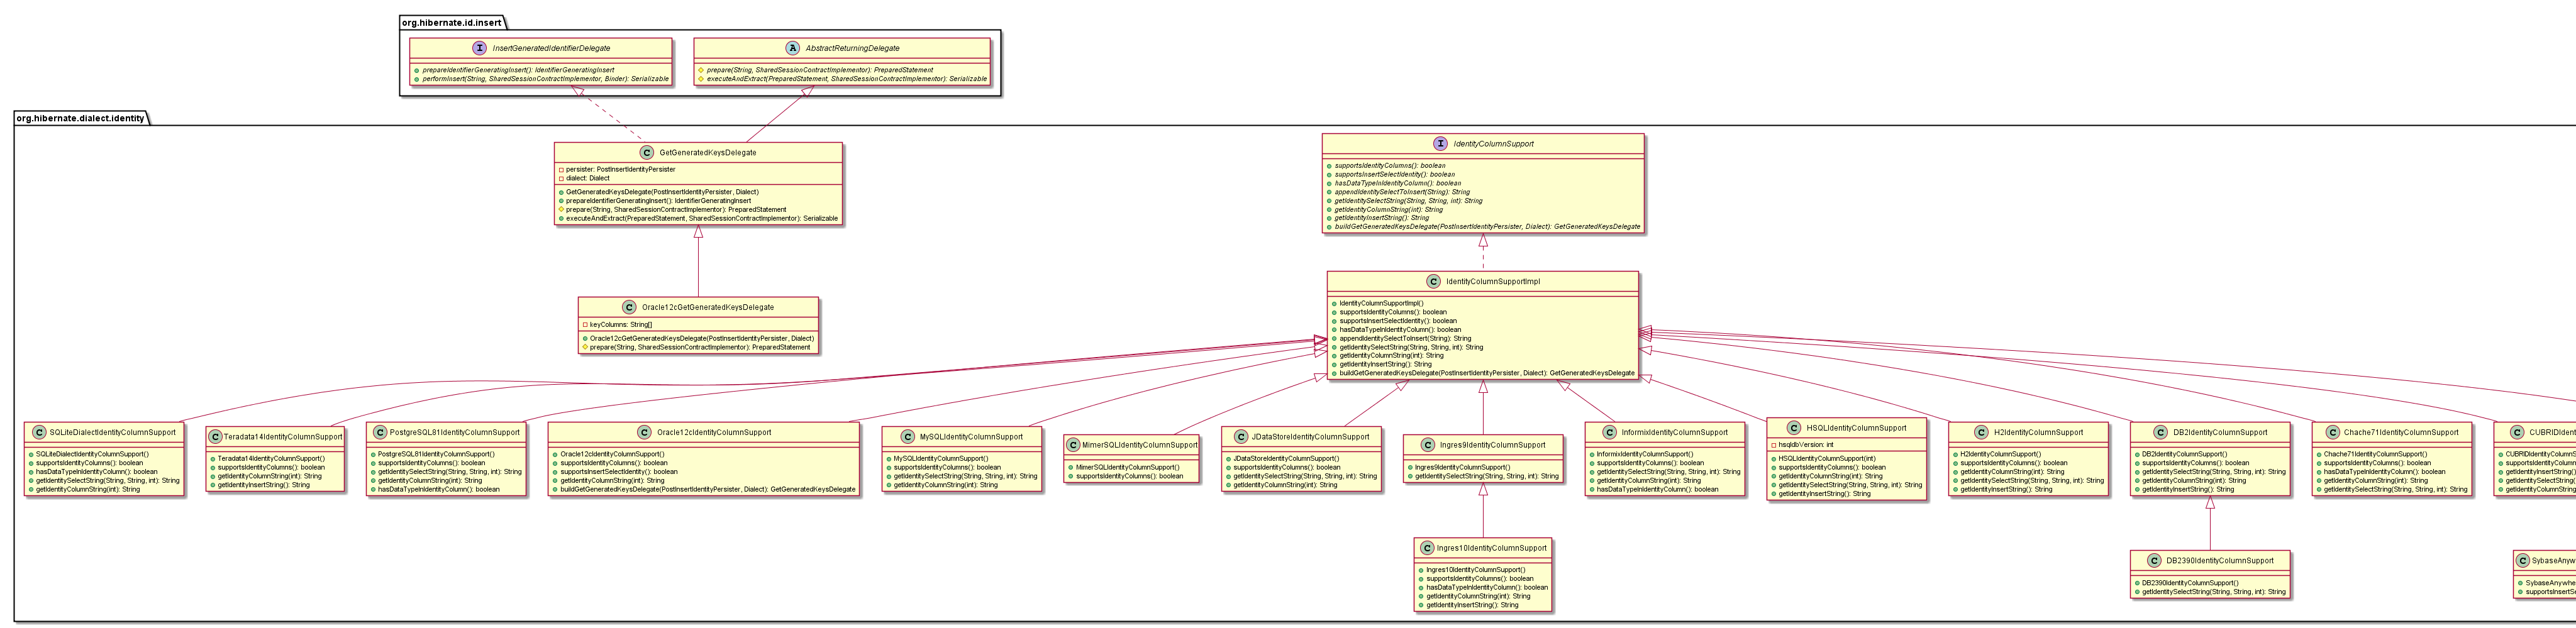 org.hibernate.id.insert
I InsertGeneratedIdentifierDelegate
prepareIdentifierGeneratingInsert(): IdentifierGeneratingInsert
performInsert(String, SharedSessionContractImplementor, Binder): Serializable
A AbstractReturningDelegate
prepare(String, SharedSessionContractImplementor): PreparedStatement
executeAndExtract(PreparedStatement, SharedSessionContractImplementor): Serializable
org.hibernate.dialect.identity
C GetGeneratedKeysDelegate
persister: PostInsertIdentityPersister
dialect: Dialect
GetGeneratedKeysDelegate(PostInsertIdentityPersister, Dialect)
prepareIdentifierGeneratingInsert(): IdentifierGeneratingInsert
prepare(String, SharedSessionContractImplementor): PreparedStatement
executeAndExtract(PreparedStatement, SharedSessionContractImplementor): Serializable
I IdentityColumnSupport
supportsIdentityColumns(): boolean
supportsInsertSelectIdentity(): boolean
hasDataTypeInIdentityColumn(): boolean
appendIdentitySelectToInsert(String): String
getIdentitySelectString(String, String, int): String
getIdentityColumnString(int): String
getIdentityInsertString(): String
buildGetGeneratedKeysDelegate(PostInsertIdentityPersister, Dialect): GetGeneratedKeysDelegate
C Oracle12cGetGeneratedKeysDelegate
keyColumns: String[]
Oracle12cGetGeneratedKeysDelegate(PostInsertIdentityPersister, Dialect)
prepare(String, SharedSessionContractImplementor): PreparedStatement
C IdentityColumnSupportImpl
IdentityColumnSupportImpl()
supportsIdentityColumns(): boolean
supportsInsertSelectIdentity(): boolean
hasDataTypeInIdentityColumn(): boolean
appendIdentitySelectToInsert(String): String
getIdentitySelectString(String, String, int): String
getIdentityColumnString(int): String
getIdentityInsertString(): String
buildGetGeneratedKeysDelegate(PostInsertIdentityPersister, Dialect): GetGeneratedKeysDelegate
C SQLiteDialectIdentityColumnSupport
SQLiteDialectIdentityColumnSupport()
supportsIdentityColumns(): boolean
hasDataTypeInIdentityColumn(): boolean
getIdentitySelectString(String, String, int): String
getIdentityColumnString(int): String
C Teradata14IdentityColumnSupport
Teradata14IdentityColumnSupport()
supportsIdentityColumns(): boolean
getIdentityColumnString(int): String
getIdentityInsertString(): String
C PostgreSQL81IdentityColumnSupport
PostgreSQL81IdentityColumnSupport()
supportsIdentityColumns(): boolean
getIdentitySelectString(String, String, int): String
getIdentityColumnString(int): String
hasDataTypeInIdentityColumn(): boolean
C Oracle12cIdentityColumnSupport
Oracle12cIdentityColumnSupport()
supportsIdentityColumns(): boolean
supportsInsertSelectIdentity(): boolean
getIdentityColumnString(int): String
buildGetGeneratedKeysDelegate(PostInsertIdentityPersister, Dialect): GetGeneratedKeysDelegate
C MySQLIdentityColumnSupport
MySQLIdentityColumnSupport()
supportsIdentityColumns(): boolean
getIdentitySelectString(String, String, int): String
getIdentityColumnString(int): String
C MimerSQLIdentityColumnSupport
MimerSQLIdentityColumnSupport()
supportsIdentityColumns(): boolean
C JDataStoreIdentityColumnSupport
JDataStoreIdentityColumnSupport()
supportsIdentityColumns(): boolean
getIdentitySelectString(String, String, int): String
getIdentityColumnString(int): String
C Ingres9IdentityColumnSupport
Ingres9IdentityColumnSupport()
getIdentitySelectString(String, String, int): String
C InformixIdentityColumnSupport
InformixIdentityColumnSupport()
supportsIdentityColumns(): boolean
getIdentitySelectString(String, String, int): String
getIdentityColumnString(int): String
hasDataTypeInIdentityColumn(): boolean
C HSQLIdentityColumnSupport
hsqldbVersion: int
HSQLIdentityColumnSupport(int)
supportsIdentityColumns(): boolean
getIdentityColumnString(int): String
getIdentitySelectString(String, String, int): String
getIdentityInsertString(): String
C H2IdentityColumnSupport
H2IdentityColumnSupport()
supportsIdentityColumns(): boolean
getIdentityColumnString(int): String
getIdentitySelectString(String, String, int): String
getIdentityInsertString(): String
C DB2IdentityColumnSupport
DB2IdentityColumnSupport()
supportsIdentityColumns(): boolean
getIdentitySelectString(String, String, int): String
getIdentityColumnString(int): String
getIdentityInsertString(): String
C Chache71IdentityColumnSupport
Chache71IdentityColumnSupport()
supportsIdentityColumns(): boolean
hasDataTypeInIdentityColumn(): boolean
getIdentityColumnString(int): String
getIdentitySelectString(String, String, int): String
C CUBRIDIdentityColumnS
CUBRIDIdentityColumnS
supportsIdentityColumns
getIdentityInsertString()
getIdentitySelectString(
getIdentityColumnString
C Ingres10IdentityColumnSupport
Ingres10IdentityColumnSupport()
supportsIdentityColumns(): boolean
hasDataTypeInIdentityColumn(): boolean
getIdentityColumnString(int): String
getIdentityInsertString(): String
C DB2390IdentityColumnSupport
DB2390IdentityColumnSupport()
getIdentitySelectString(String, String, int): String
C SybaseAnyw
SybaseAnywhe
supportsInsertSe